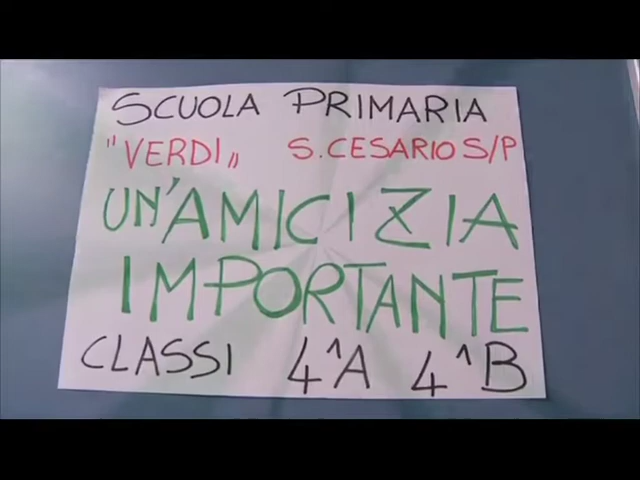 SCUOLA PRIMARIA
"VERDI„ S. CESARIO S/P
UN'AMICIZIA
IMPORTANTE
CLASSI 4^A 4^B